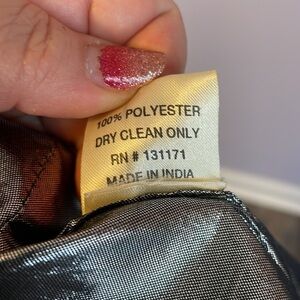 100% POLYESTER
DRY CLEAN ONLY
RN # 131171
MADE IN INDIA